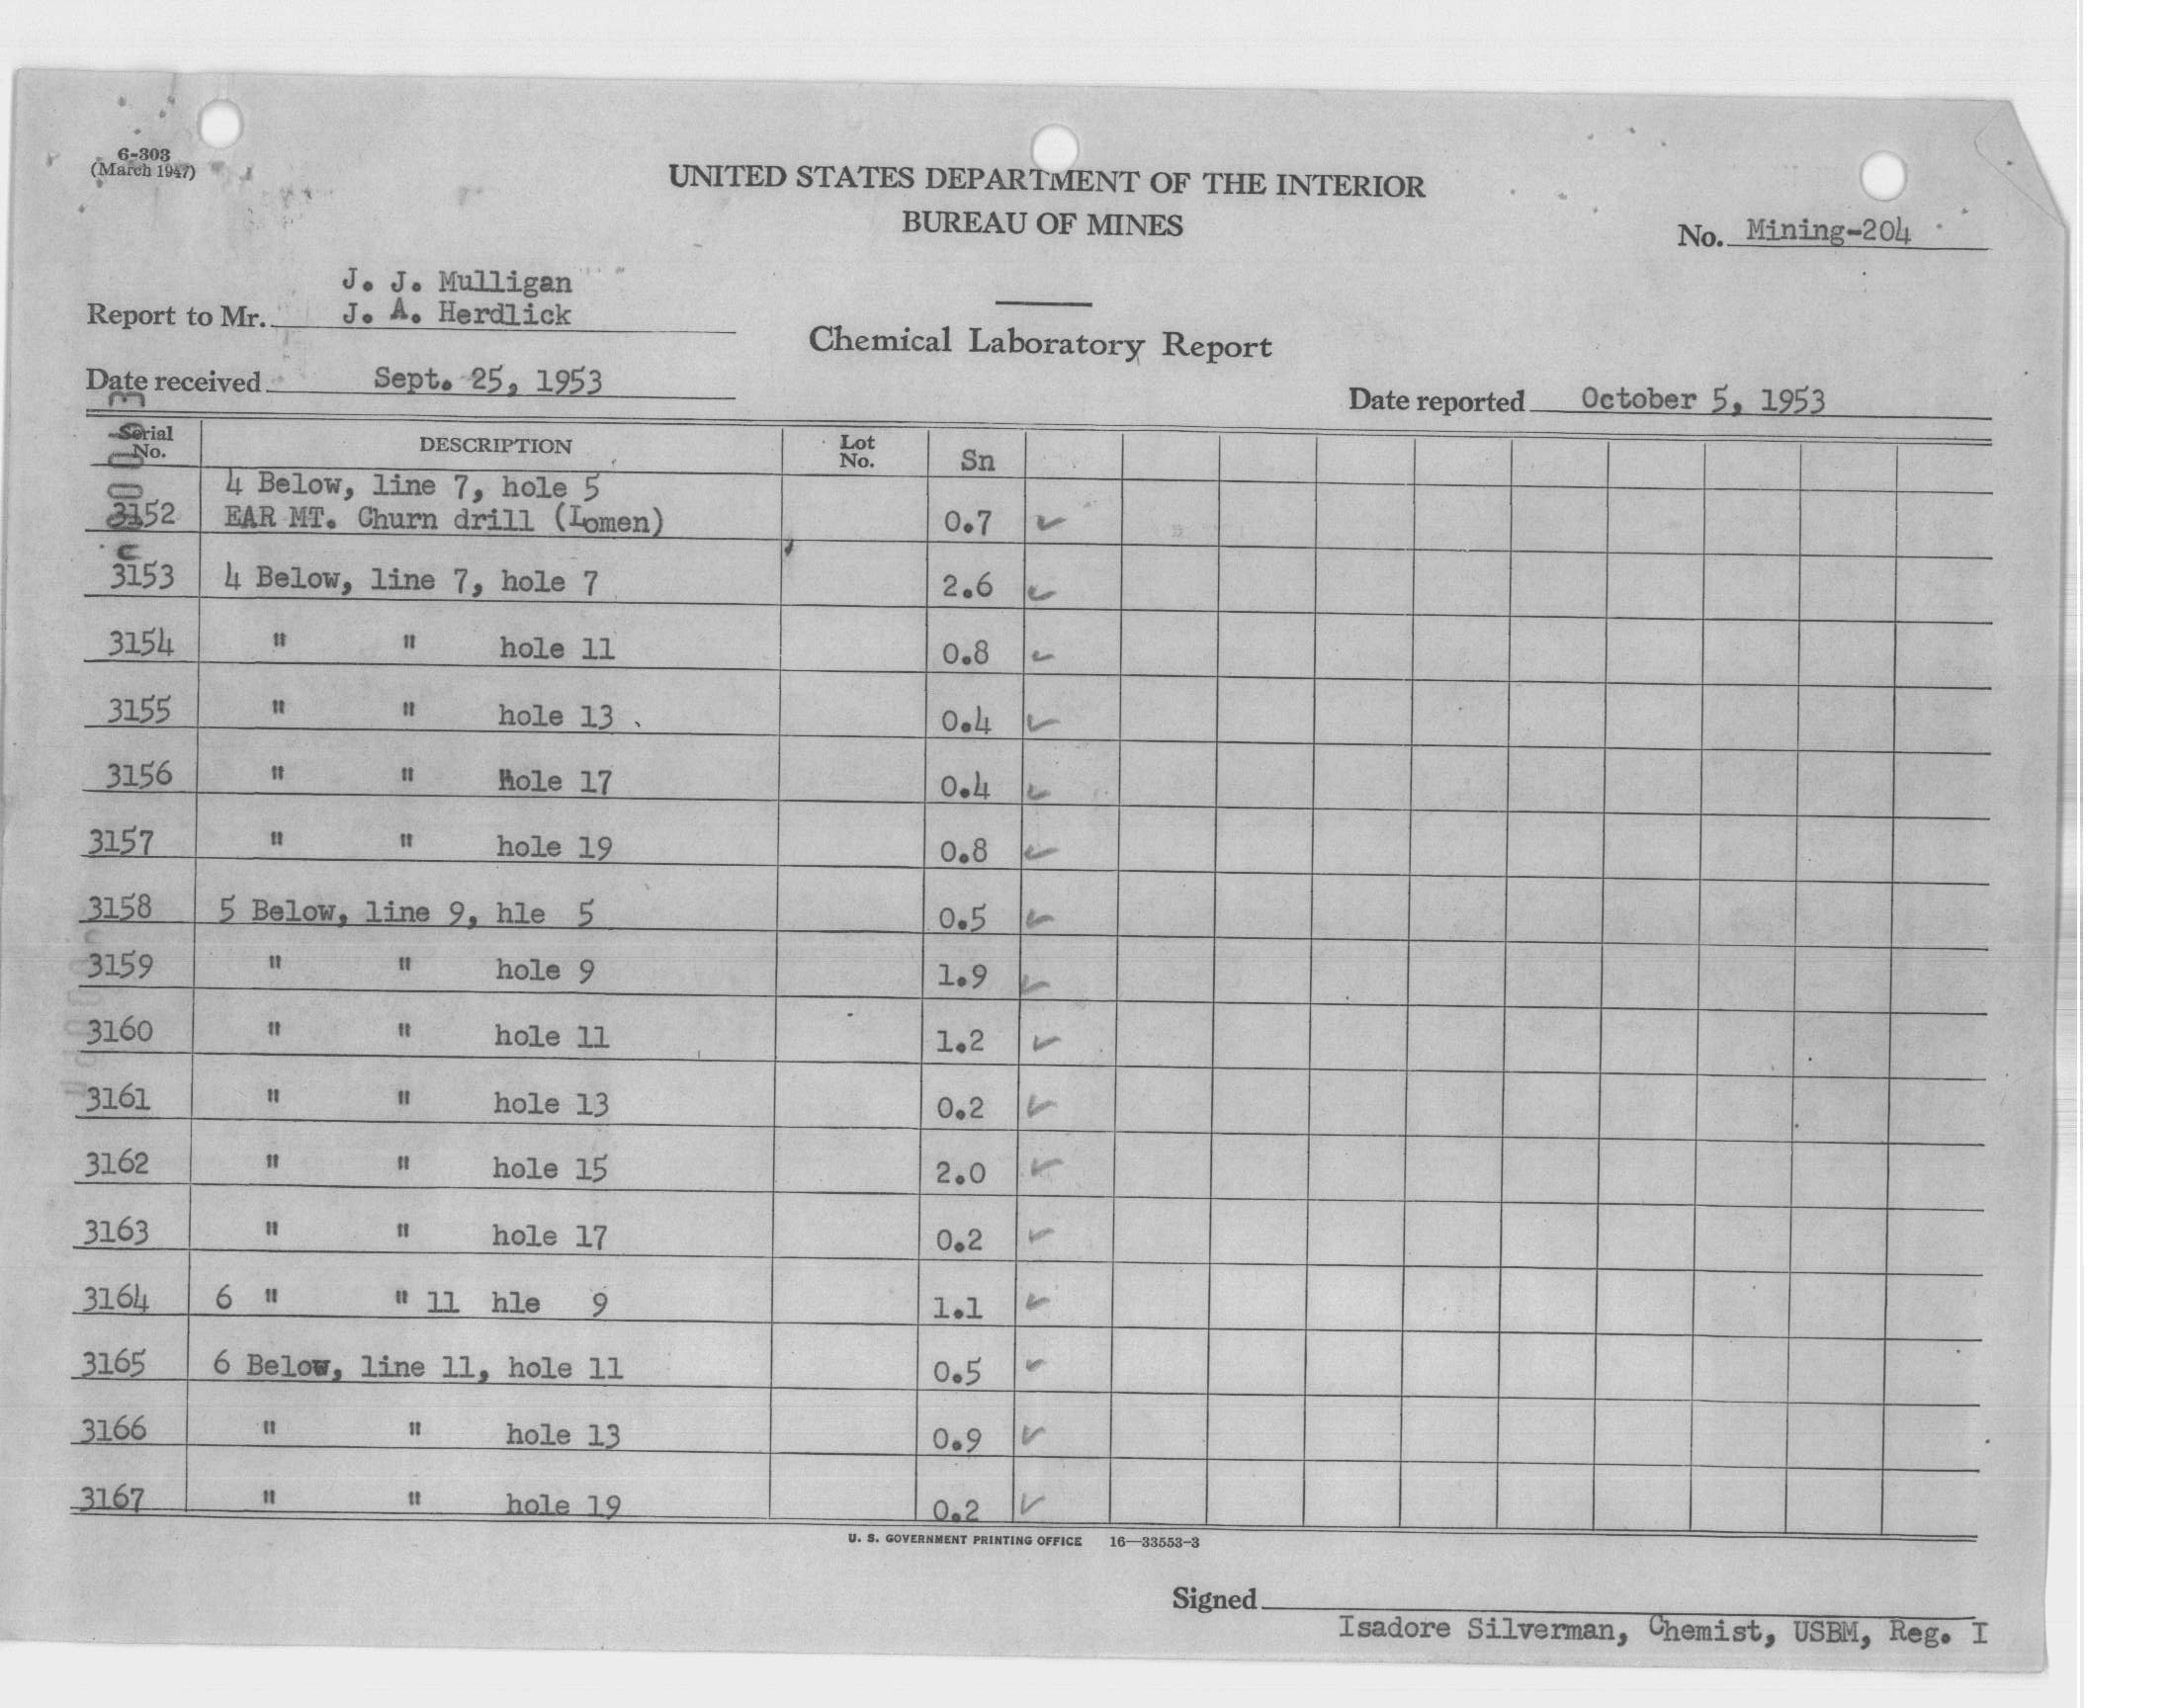 6-303
(March 1947)
UNITED STATES DEPARTMENT OF THE INTERIOR
BUREAU OF MINES
No. Mining-204
J. J. Mulligan
Report to Mr. J. A. Herdlick
Chemical Laboratory Report
Date received Sept. 25, 1953
Date reported October 5, 1953
Serial No. DESCRIPTION Lot No. Sn
4 Below, line 7, hole 5
3152 EAR MT. Churn drill (Lomen) 0.7 ✓
3153 4 Below, line 7, hole 7 2.6 ✓
3154 " " hole 11 0.8 ✓
3155 " " hole 13 0.4 ✓
3156 " " hole 17 0.4 ✓
3157 " " hole 19 0.8 ✓
3158 5 Below, line 9, hle 5 0.5 ✓
3159 " " hole 9 1.9 ✓
3160 " " hole 11 1.2 ✓
3161 " " hole 13 0.2 ✓
3162 " " hole 15 2.0 ✓
3163 " " hole 17 0.2 ✓
3164 6 " " 11 hle 9 1.1 ✓
3165 6 Below, line 11, hole 11 0.5 ✓
3166 " " hole 13 0.9 ✓
3167 " " hole 19 0.2 ✓
U. S. GOVERNMENT PRINTING OFFICE 16—33553-3
Signed
Isadore Silverman, Chemist, USBM, Reg. I